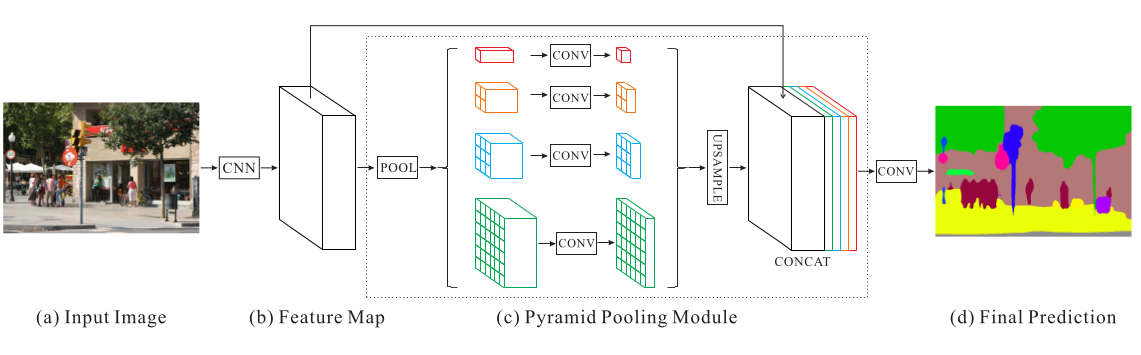 CNN
POOL
CONV
CONV
CONV
CONV
UPSAMPLE
CONCAT
CONV
(a) Input Image
(b) Feature Map
(c) Pyramid Pooling Module
(d) Final Prediction